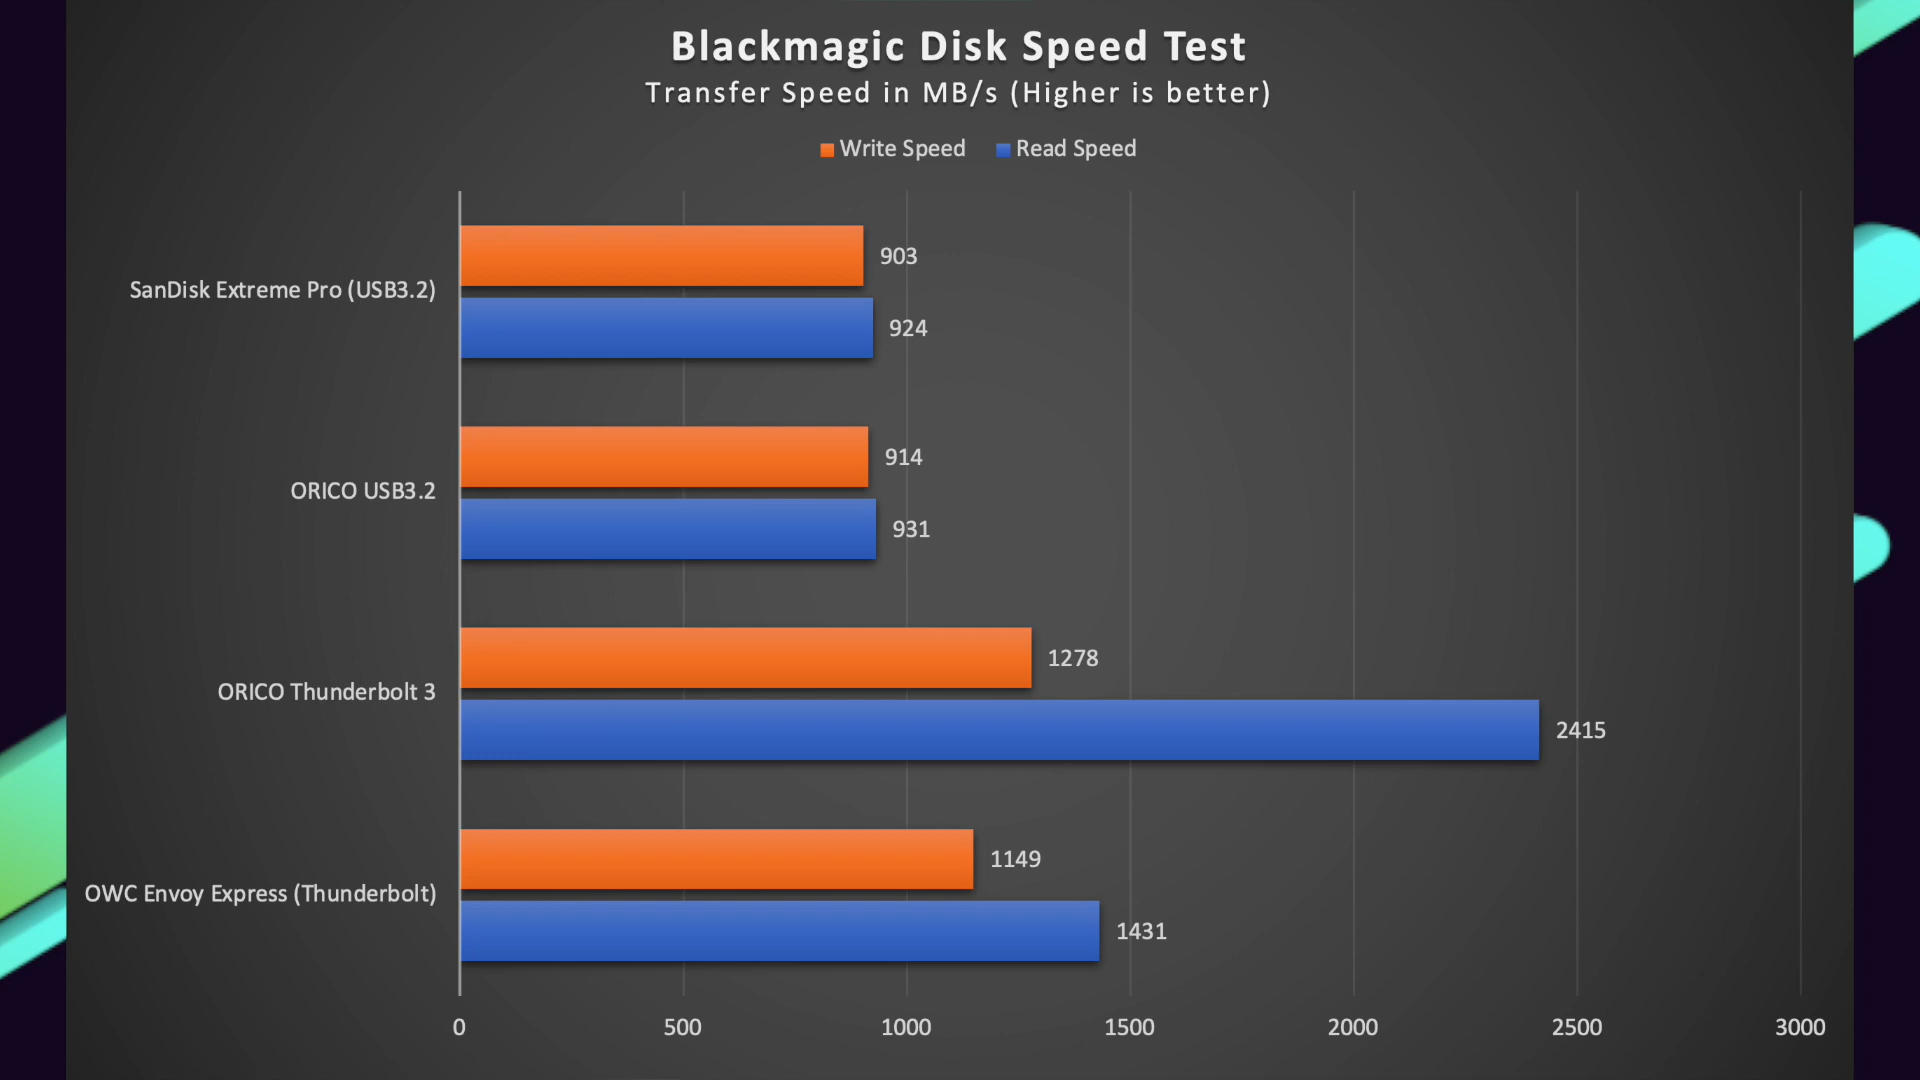 Blackmagic Disk Speed Test
Transfer Speed in MB/s (Higher is better)
Write Speed Read Speed
SanDisk Extreme Pro (USB3.2)
903
924
ORICO USB3.2
914
931
ORICO Thunderbolt 3
1278
2415
OWC Envoy Express (Thunderbolt)
1149
1431
0 500 1000 1500 2000 2500 3000